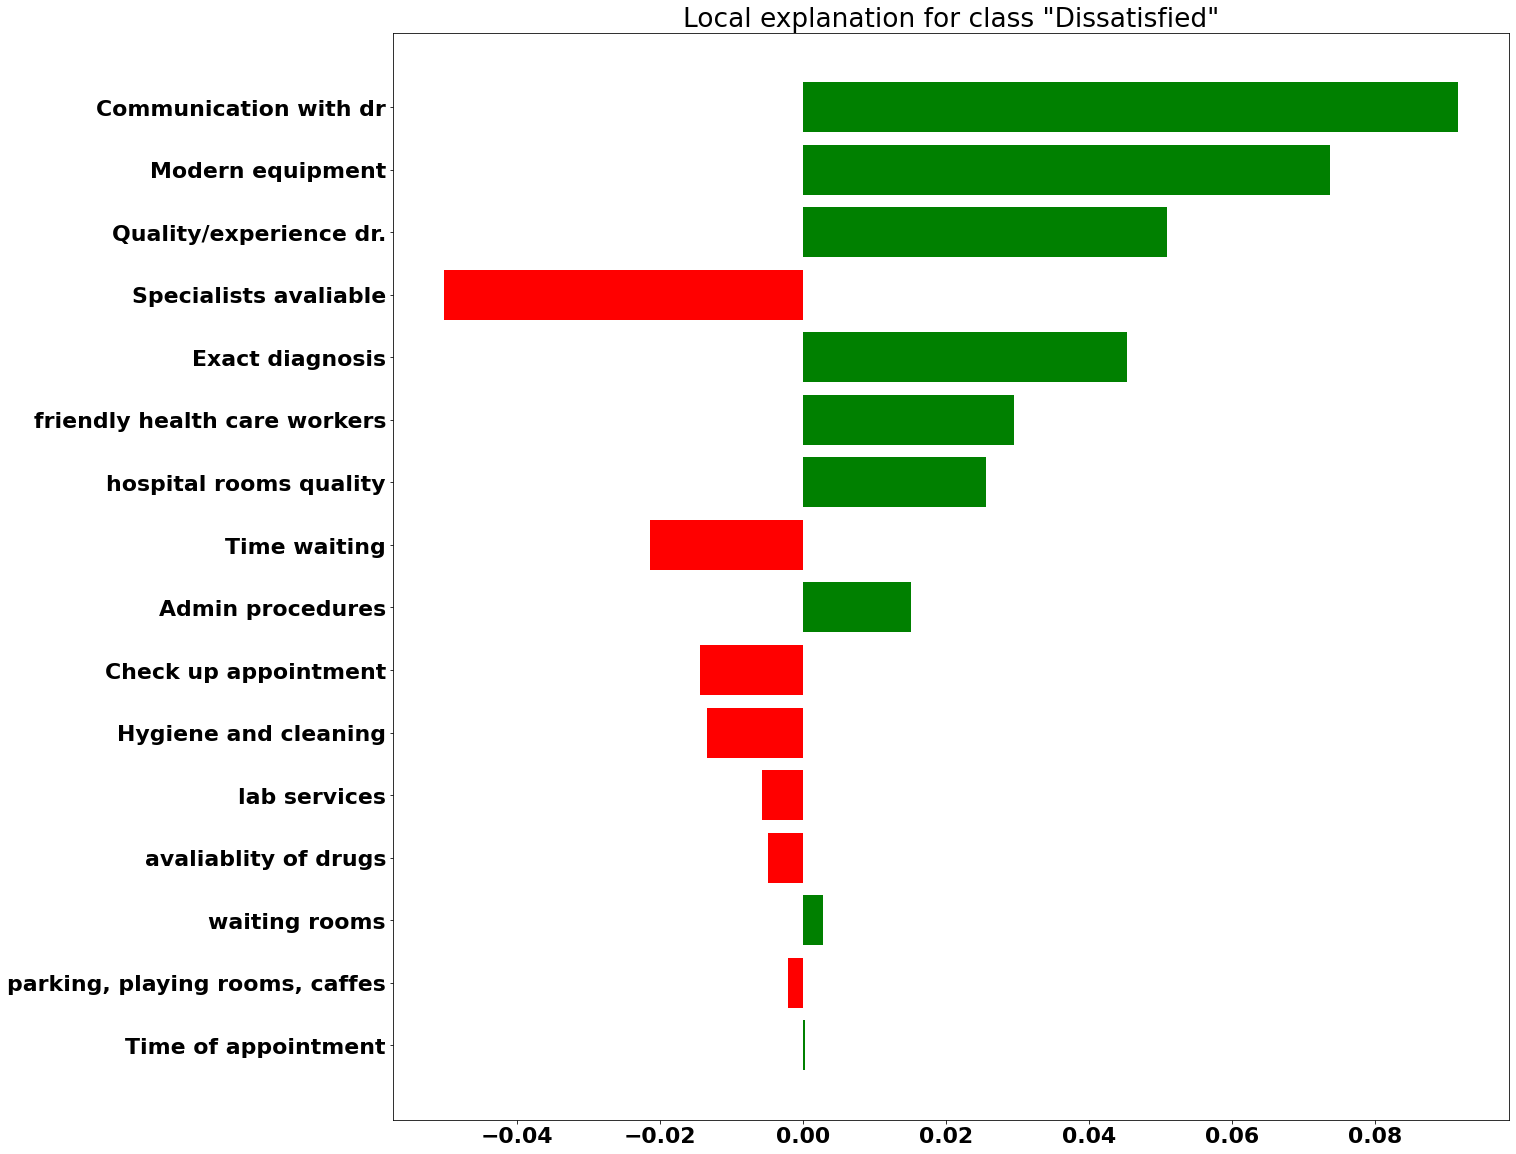 Local explanation for class "Dissatisfied"
Communication with dr
Modern equipment
Quality/experience dr.
Specialists avaliable
Exact diagnosis
friendly health care workers
hospital rooms quality
Time waiting
Admin procedures
Check up appointment
Hygiene and cleaning
lab services
avaliablity of drugs
waiting rooms
parking, playing rooms, caffes
Time of appointment
−0.04 −0.02 0.00 0.02 0.04 0.06 0.08